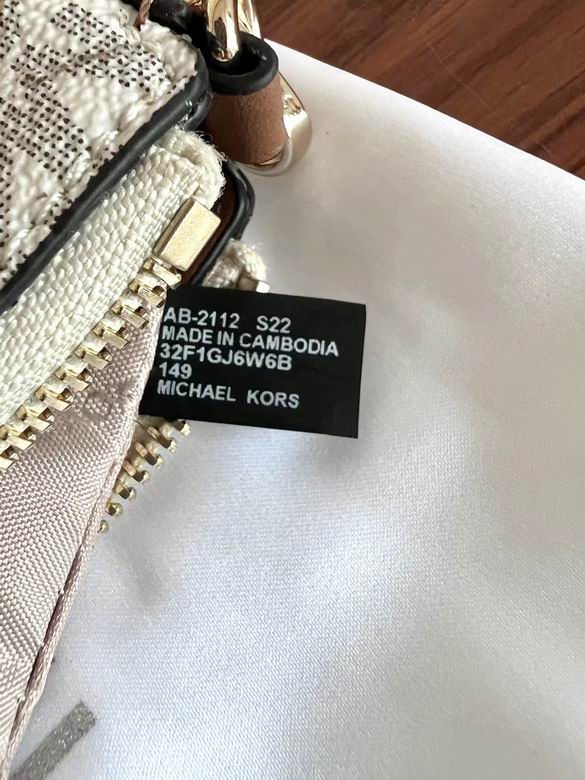 AB-2112 S22
MADE IN CAMBODIA
32F1GJ6W6B
149
MICHAEL KORS